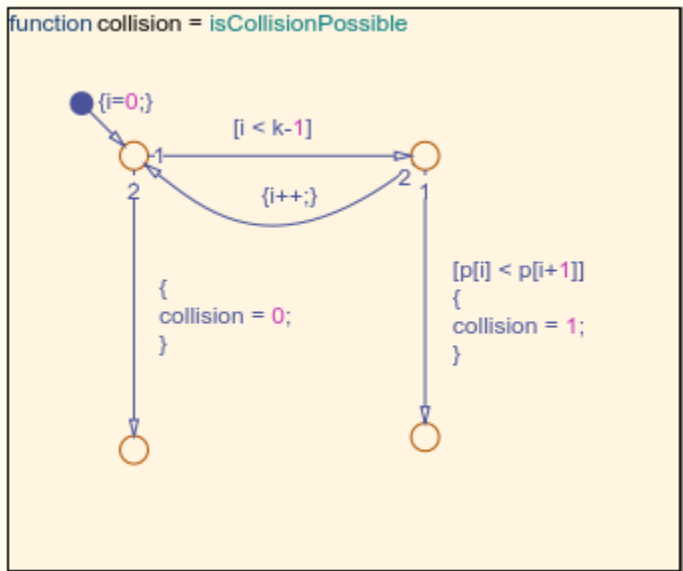 function collision = isCollisionPossible
{i=0;}
[i < k-1]
1
2
{i++;}
2
1
[p[i] < p[i+1]]
{
collision = 1;
}
{
collision = 0;
}